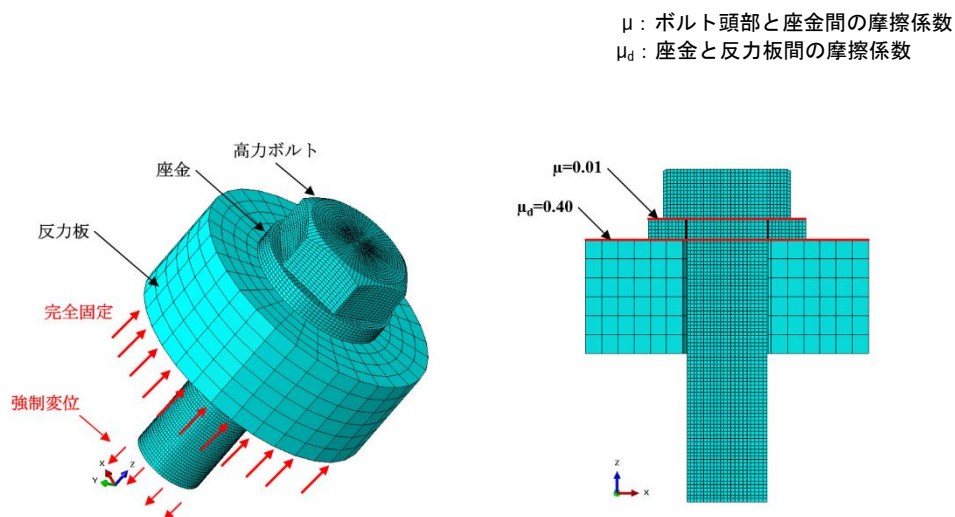 μ：ボルト頭部と座金間の摩擦係数
μd：座金と反力板間の摩擦係数
高力ボルト
座金
反力板
完全固定
強制変位
X
Y
Z
μ=0.01
μd=0.40
Z
X